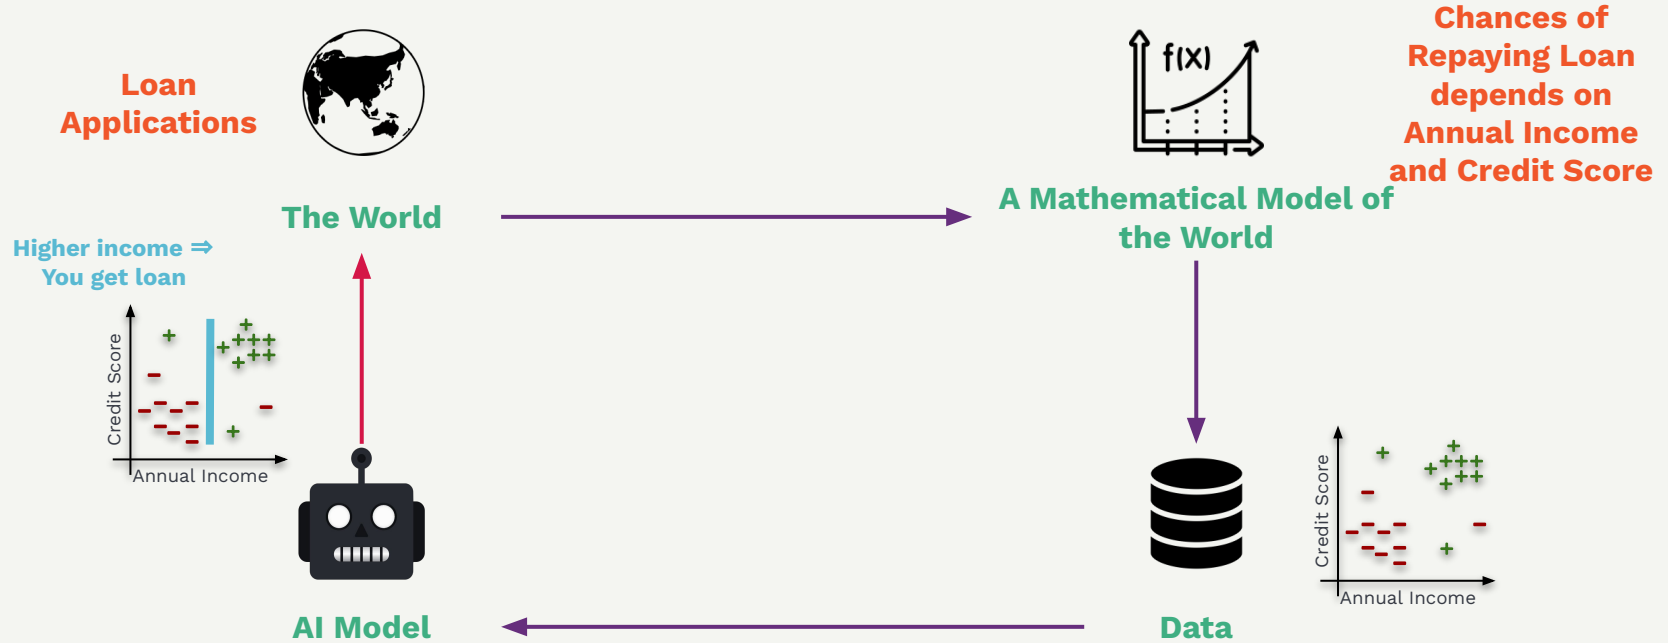 Loan
Applications
f(x)
Chances of
Repaying Loan
depends on
Annual Income
and Credit Score
The World
A Mathematical Model of
the World
Higher income ⇒
You get loan
Credit Score
Annual Income
Credit Score
Annual Income
AI Model
Data